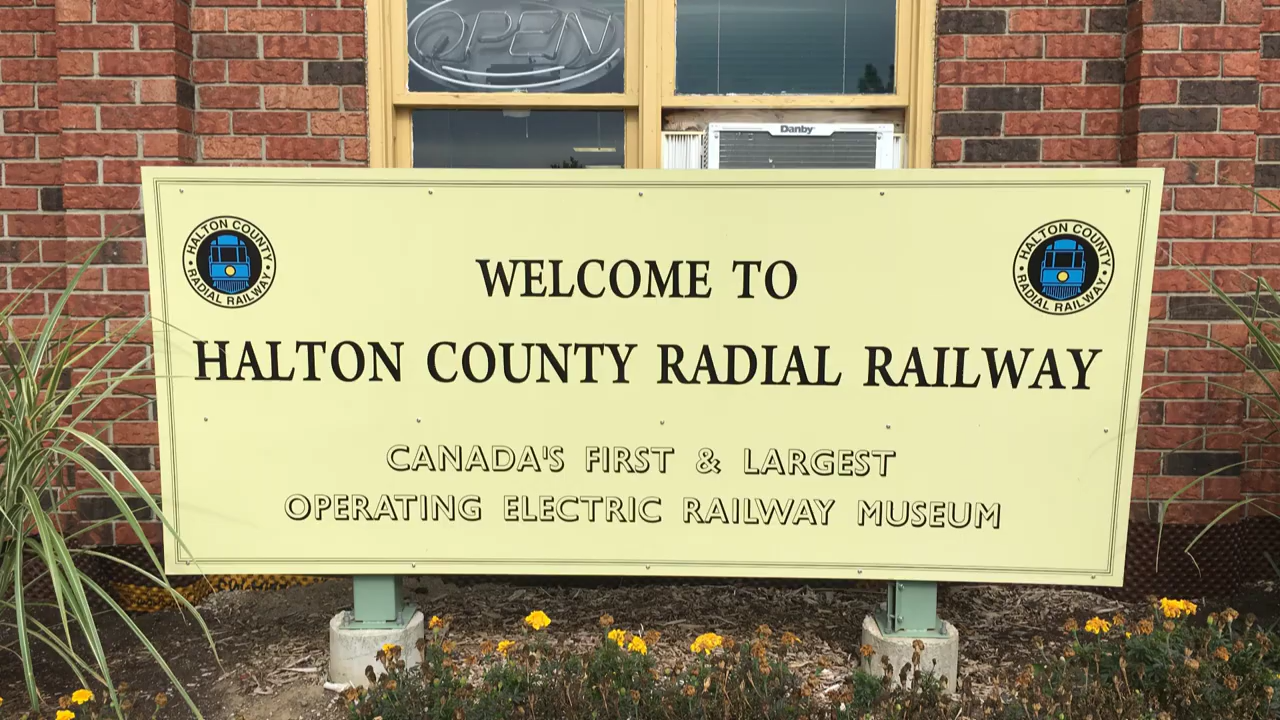 OPEN
Danby
HALTON COUNTY
RADIAL RAILWAY
HALTON COUNTY
RADIAL RAILWAY
WELCOME TO
HALTON COUNTY RADIAL RAILWAY
CANADA'S FIRST & LARGEST
OPERATING ELECTRIC RAILWAY MUSEUM